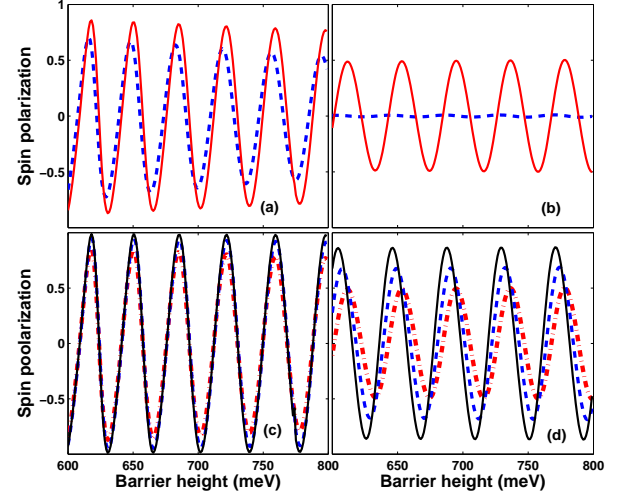 1
0.5
0
−0.5
Spin polarization
(a)
(b)
0.5
0
−0.5
Spin poolarization
(c)
(d)
600 650 700 750 800 650 700 750 800
Barrier height (meV) Barrier height (meV)